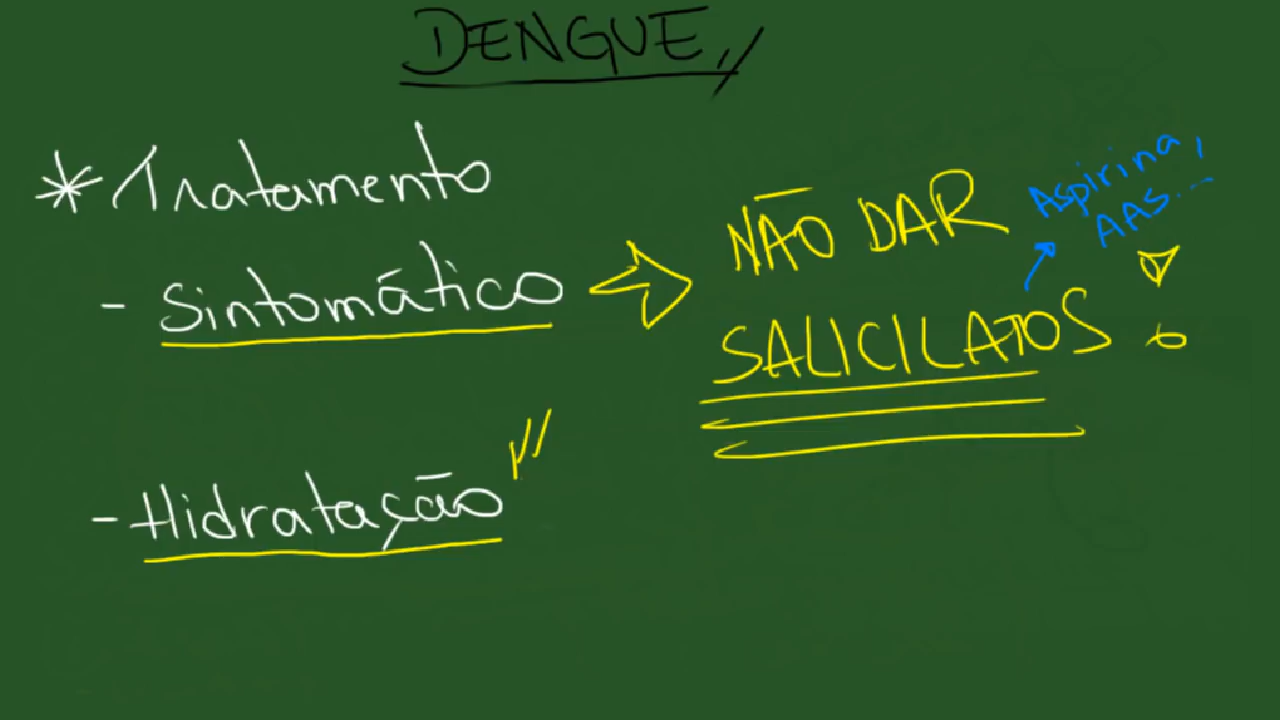 DENGUE
* Tratamento
- Sintomático ⇒ NÃO DAR
SALICILATOS!
Aspirina,
AAS...
- Hidratação